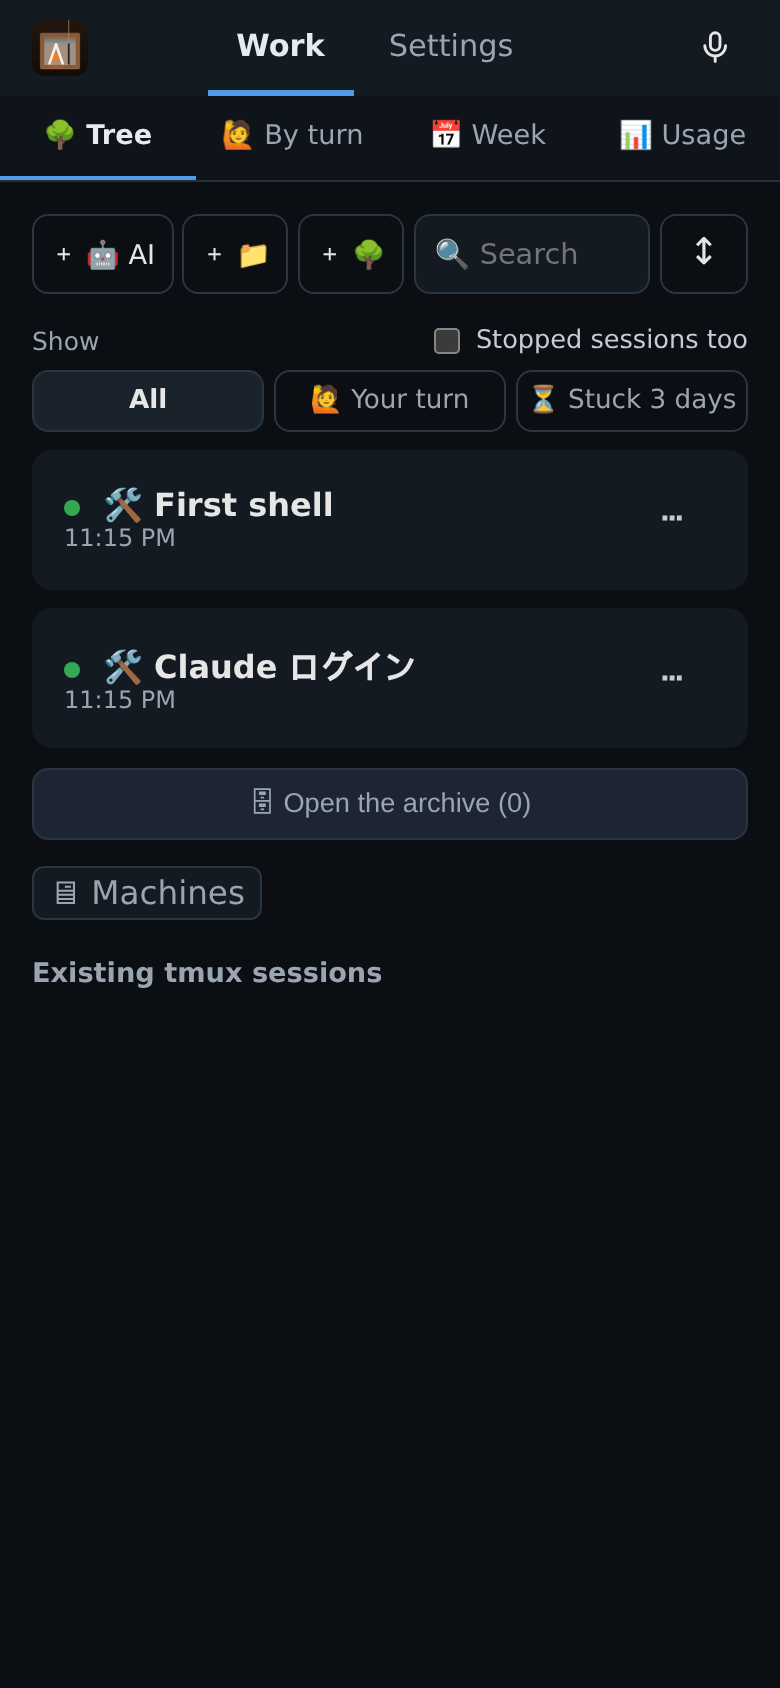 Work Settings
🌳 Tree 🙋 By turn 📅 Week 📊 Usage
+ 🤖 AI + 📁 + 🌳 🔍 Search ↕
Show Stopped sessions too
All 🙋 Your turn ⏳ Stuck 3 days
🛠️ First shell …
11:15 PM
🛠️ Claude ログイン …
11:15 PM
🗄 Open the archive (0)
🖥 Machines
Existing tmux sessions